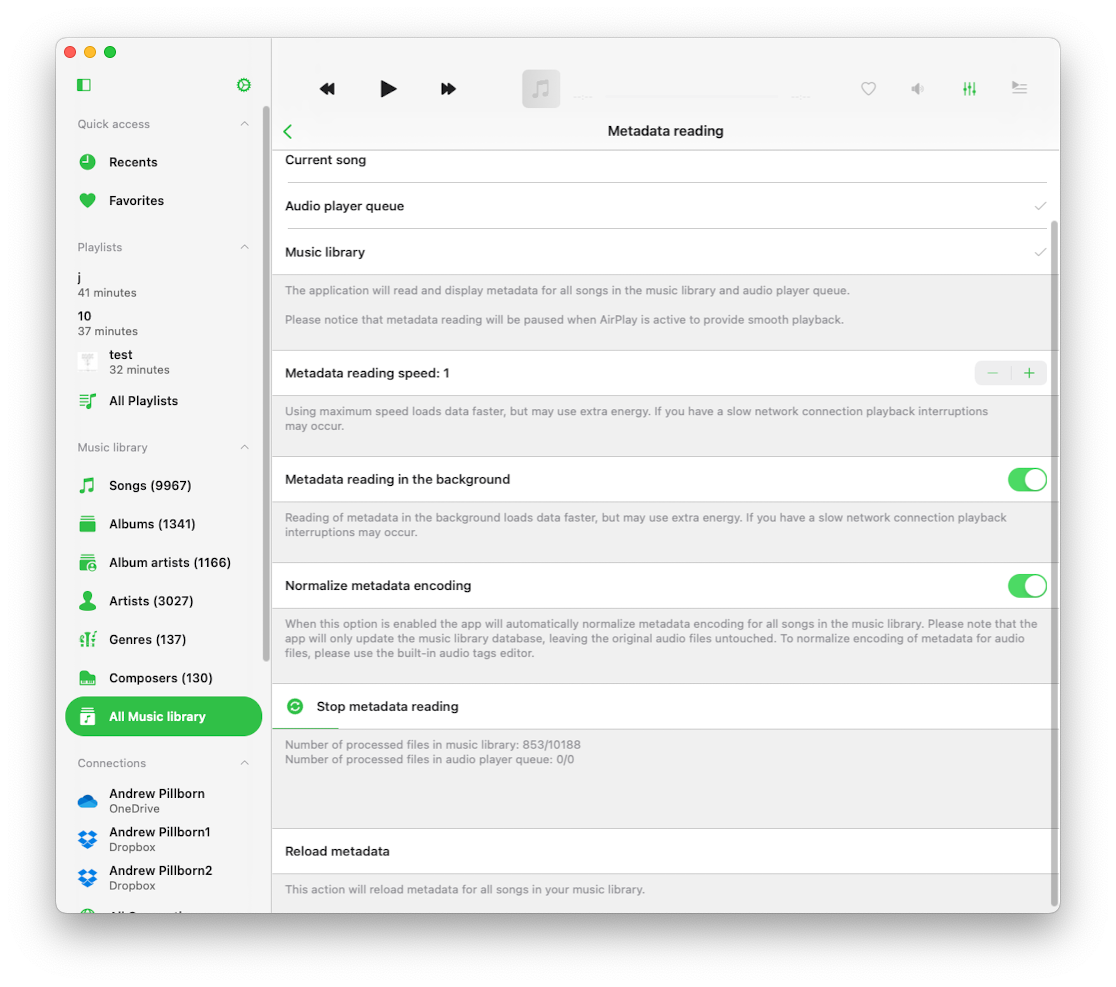 Quick access
Recents
Favorites
Playlists
j
41 minutes
10
37 minutes
test
32 minutes
All Playlists
Music library
Songs (9967)
Albums (1341)
Album artists (1166)
Artists (3027)
Genres (137)
Composers (130)
All Music library
Connections
Andrew Pillborn
OneDrive
Andrew Pillborn1
Dropbox
Andrew Pillborn2
Dropbox
Metadata reading
Current song
Audio player queue
Music library
The application will read and display metadata for all songs in the music library and audio player queue.
Please notice that metadata reading will be paused when AirPlay is active to provide smooth playback.
Metadata reading speed: 1
Using maximum speed loads data faster, but may use extra energy. If you have a slow network connection playback interruptions
may occur.
Metadata reading in the background
Reading of metadata in the background loads data faster, but may use extra energy. If you have a slow network connection playback
interruptions may occur.
Normalize metadata encoding
When this option is enabled the app will automatically normalize metadata encoding for all songs in the music library. Please note that the
app will only update the music library database, leaving the original audio files untouched. To normalize encoding of metadata for audio
files, please use the built-in audio tags editor.
Stop metadata reading
Number of processed files in music library: 853/10188
Number of processed files in audio player queue: 0/0
Reload metadata
This action will reload metadata for all songs in your music library.